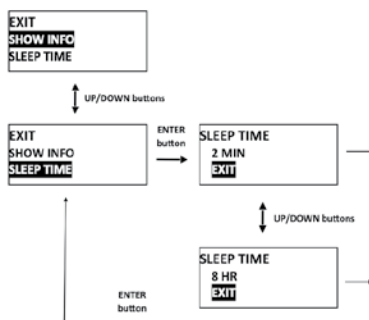 EXIT
SHOW INFO
SLEEP TIME
UP/DOWN buttons
EXIT
SHOW INFO
SLEEP TIME
ENTER
button
SLEEP TIME
2 MIN
EXIT
UP/DOWN buttons
SLEEP TIME
8 HR
EXIT
ENTER
button